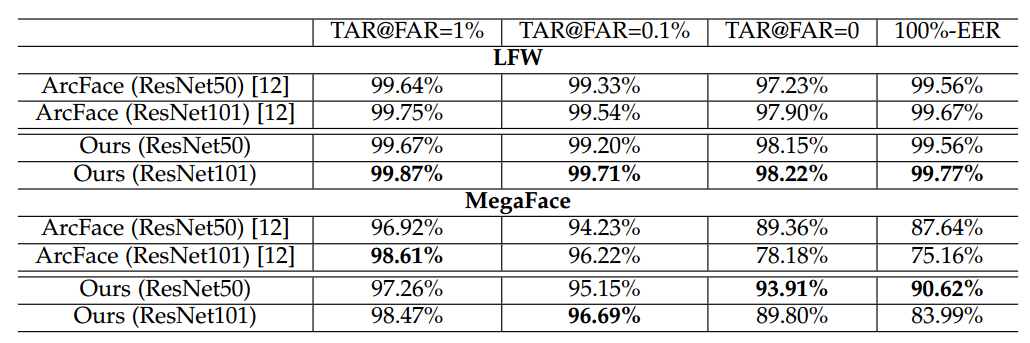 TAR@FAR=1% TAR@FAR=0.1% TAR@FAR=0 100%-EER
LFW
ArcFace (ResNet50) [12] 99.64% 99.33% 97.23% 99.56%
ArcFace (ResNet101) [12] 99.75% 99.54% 97.90% 99.67%
Ours (ResNet50) 99.67% 99.20% 98.15% 99.56%
Ours (ResNet101) 99.87% 99.71% 98.22% 99.77%
MegaFace
ArcFace (ResNet50) [12] 96.92% 94.23% 89.36% 87.64%
ArcFace (ResNet101) [12] 98.61% 96.22% 78.18% 75.16%
Ours (ResNet50) 97.26% 95.15% 93.91% 90.62%
Ours (ResNet101) 98.47% 96.69% 89.80% 83.99%